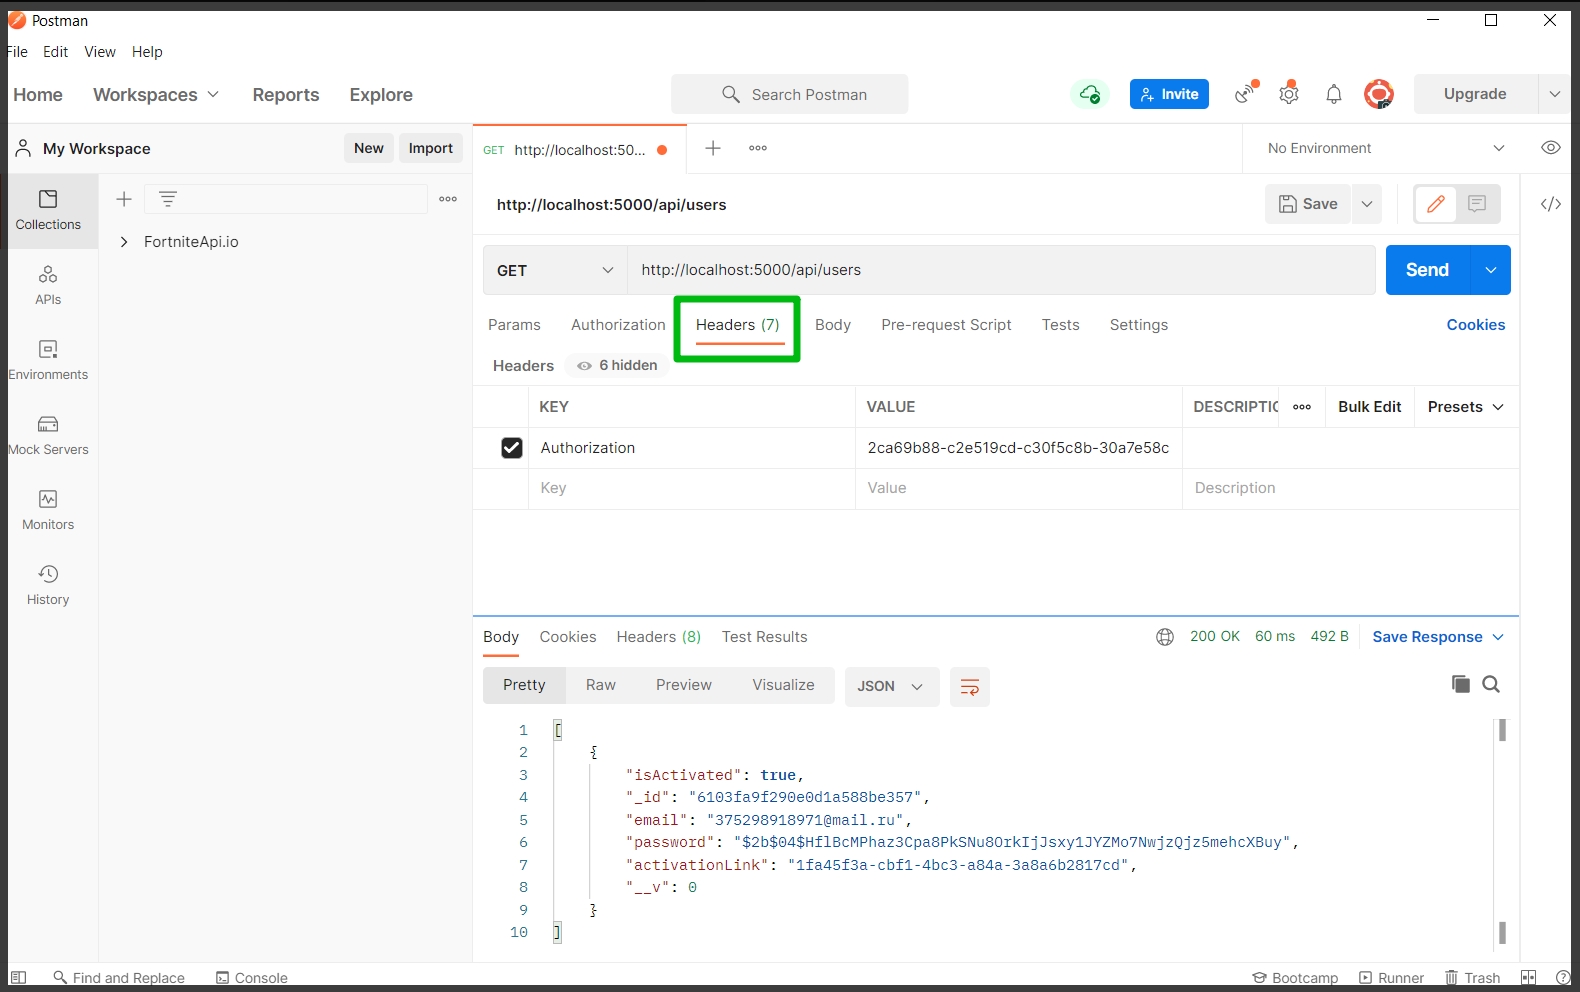 Postman
File Edit View Help
Home Workspaces Reports Explore Search Postman Invite Upgrade
My Workspace New Import GET http://localhost:50... No Environment
http://localhost:5000/api/users Save
Collections
FortniteApi.io
GET http://localhost:5000/api/users Send
APIs
Params Authorization Headers (7) Body Pre-request Script Tests Settings Cookies
Headers 6 hidden
Environments
KEY VALUE DESCRIPTIC Bulk Edit Presets
Authorization 2ca69b88-c2e519cd-c30f5c8b-30a7e58c
Mock Servers
Key Value Description
Monitors
History
Body Cookies Headers (8) Test Results 200 OK 60 ms 492 B Save Response
Pretty Raw Preview Visualize JSON
1 [
2 {
3 "isActivated": true,
4 "_id": "6103fa9f290e0d1a588be357",
5 "email": "375298918971@mail.ru",
6 "password": "$2b$04$HflBcMPhaz3Cpa8PkSNu8OrkIjJsxy1JYZMo7NwjzQjz5mehcXBuy",
7 "activationLink": "1fa45f3a-cbf1-4bc3-a84a-3a8a6b2817cd",
8 "__v": 0
9 }
10 ]
Find and Replace Console Bootcamp Runner Trash